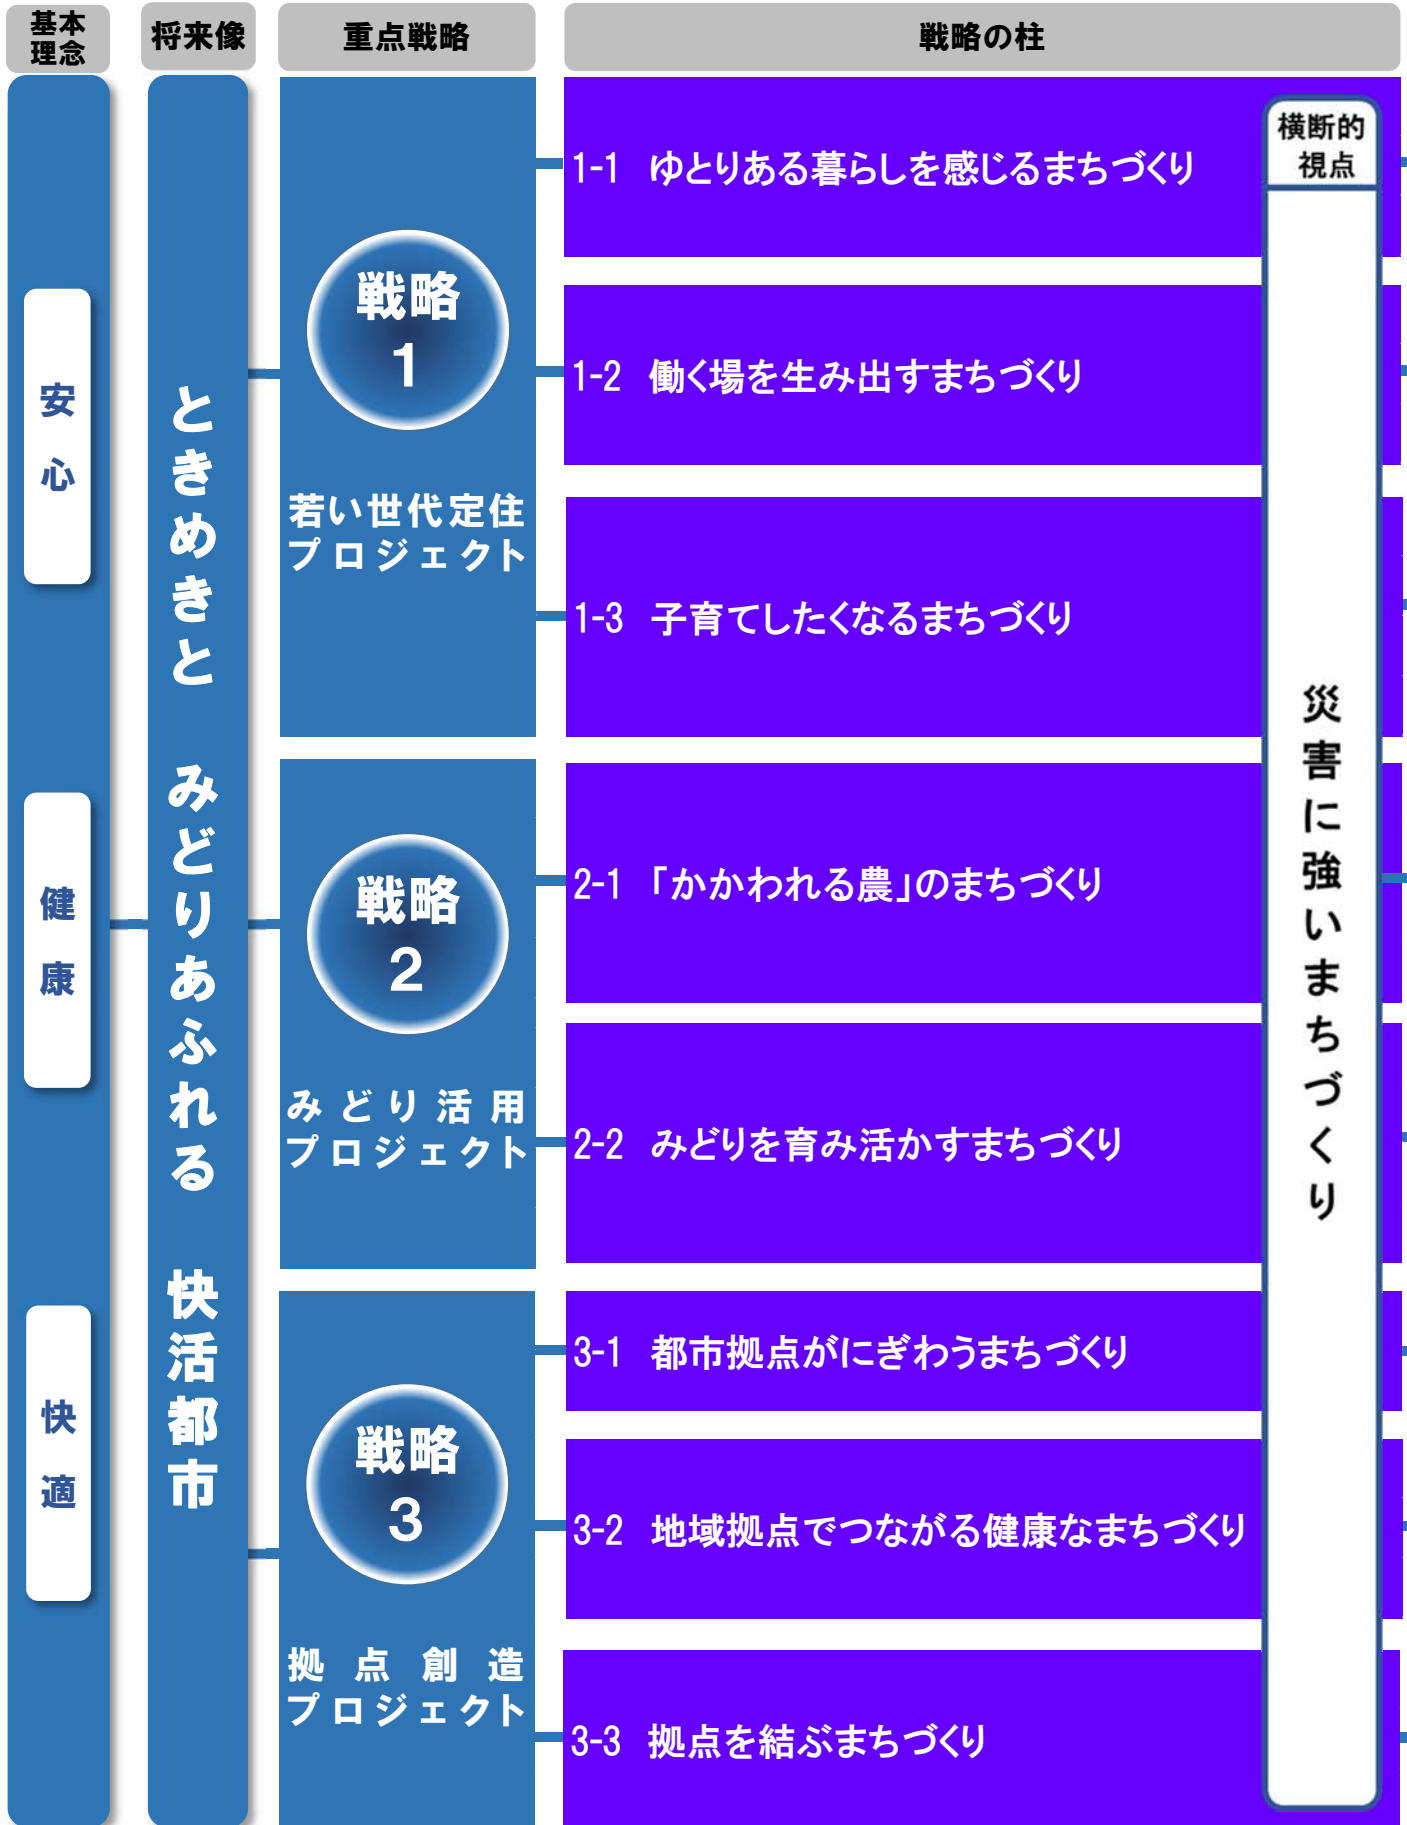 基本
理念
将来像
重点戦略
戦略の柱
安心
健康
快適
ときめきと みどりあふれる 快活都市
戦略
1
若い世代定住
プロジェクト
1-1 ゆとりある暮らしを感じるまちづくり
1-2 働く場を生み出すまちづくり
1-3 子育てしたくなるまちづくり
戦略
2
みどり活用
プロジェクト
2-1 「かかわれる農」のまちづくり
2-2 みどりを育み活かすまちづくり
戦略
3
拠点創造
プロジェクト
3-1 都市拠点がにぎわうまちづくり
3-2 地域拠点でつながる健康なまちづくり
3-3 拠点を結ぶまちづくり
横断的
視点
災害に強いまちづくり